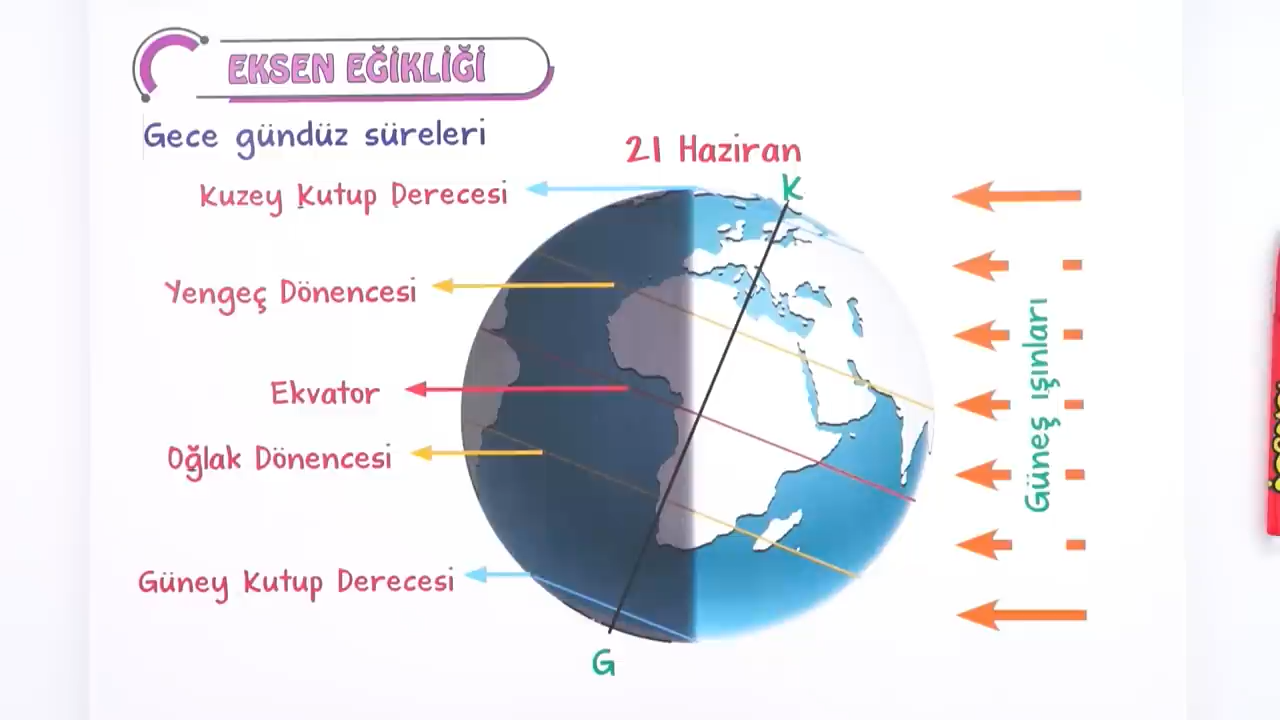 EKSEN EĞİKLİĞİ
Gece gündüz süreleri
21 Haziran
K
Kuzey Kutup Derecesi
Yengeç Dönencesi
Ekvator
Oğlak Dönencesi
Güney Kutup Derecesi
G
Güneş ışınları